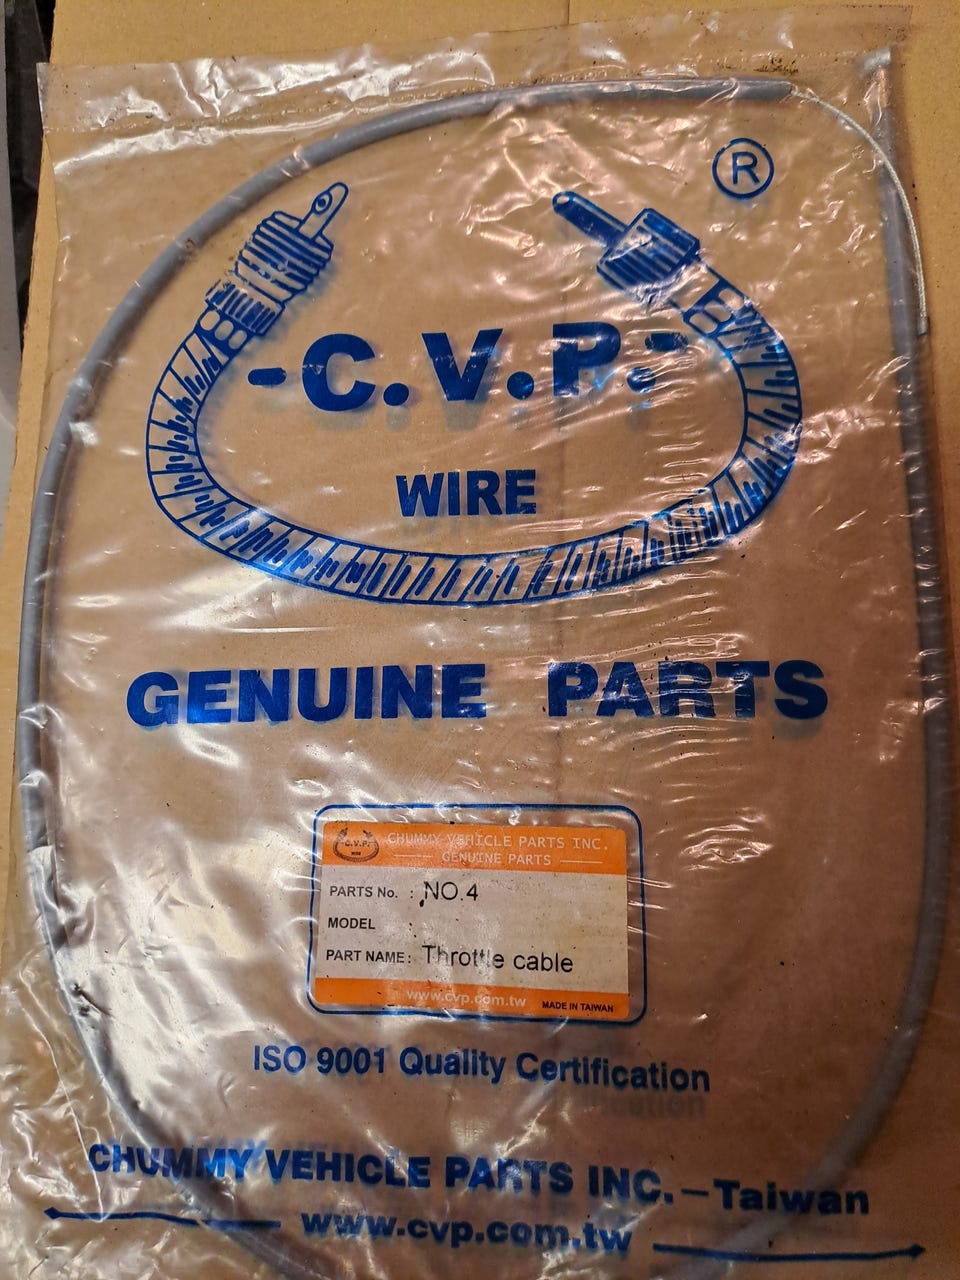 ®
-C.V.P.-
WIRE
GENUINE PARTS
C.V.P.
WIRE
CHUMMY VEHICLE PARTS INC.
GENUINE PARTS
PARTS No. : NO.4
MODEL :
PART NAME: Throttle cable
www.cvp.com.tw MADE IN TAIWAN
ISO 9001 Quality Certification
CHUMMY VEHICLE PARTS INC.-Taiwan
www.cvp.com.tw